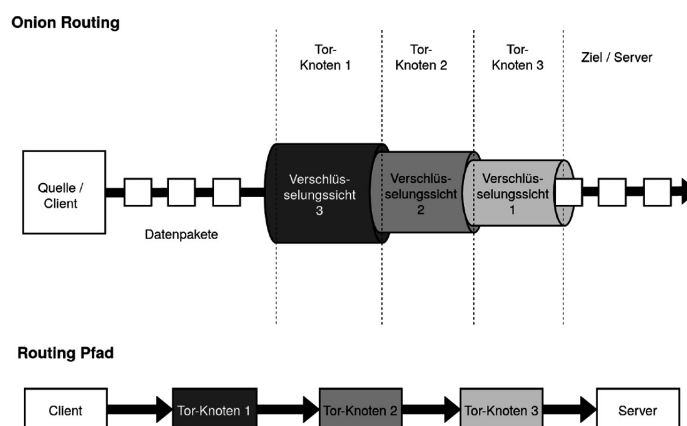 Onion Routing
Tor-
Knoten 1
Tor-
Knoten 2
Tor-
Knoten 3
Ziel / Server
Quelle /
Client
Datenpakete
Verschlüs-
selungssicht
3
Verschlüs-
selungssicht
2
Verschlüs-
selungssicht
1
Routing Pfad
Client
Tor-Knoten 1
Tor-Knoten 2
Tor-Knoten 3
Server